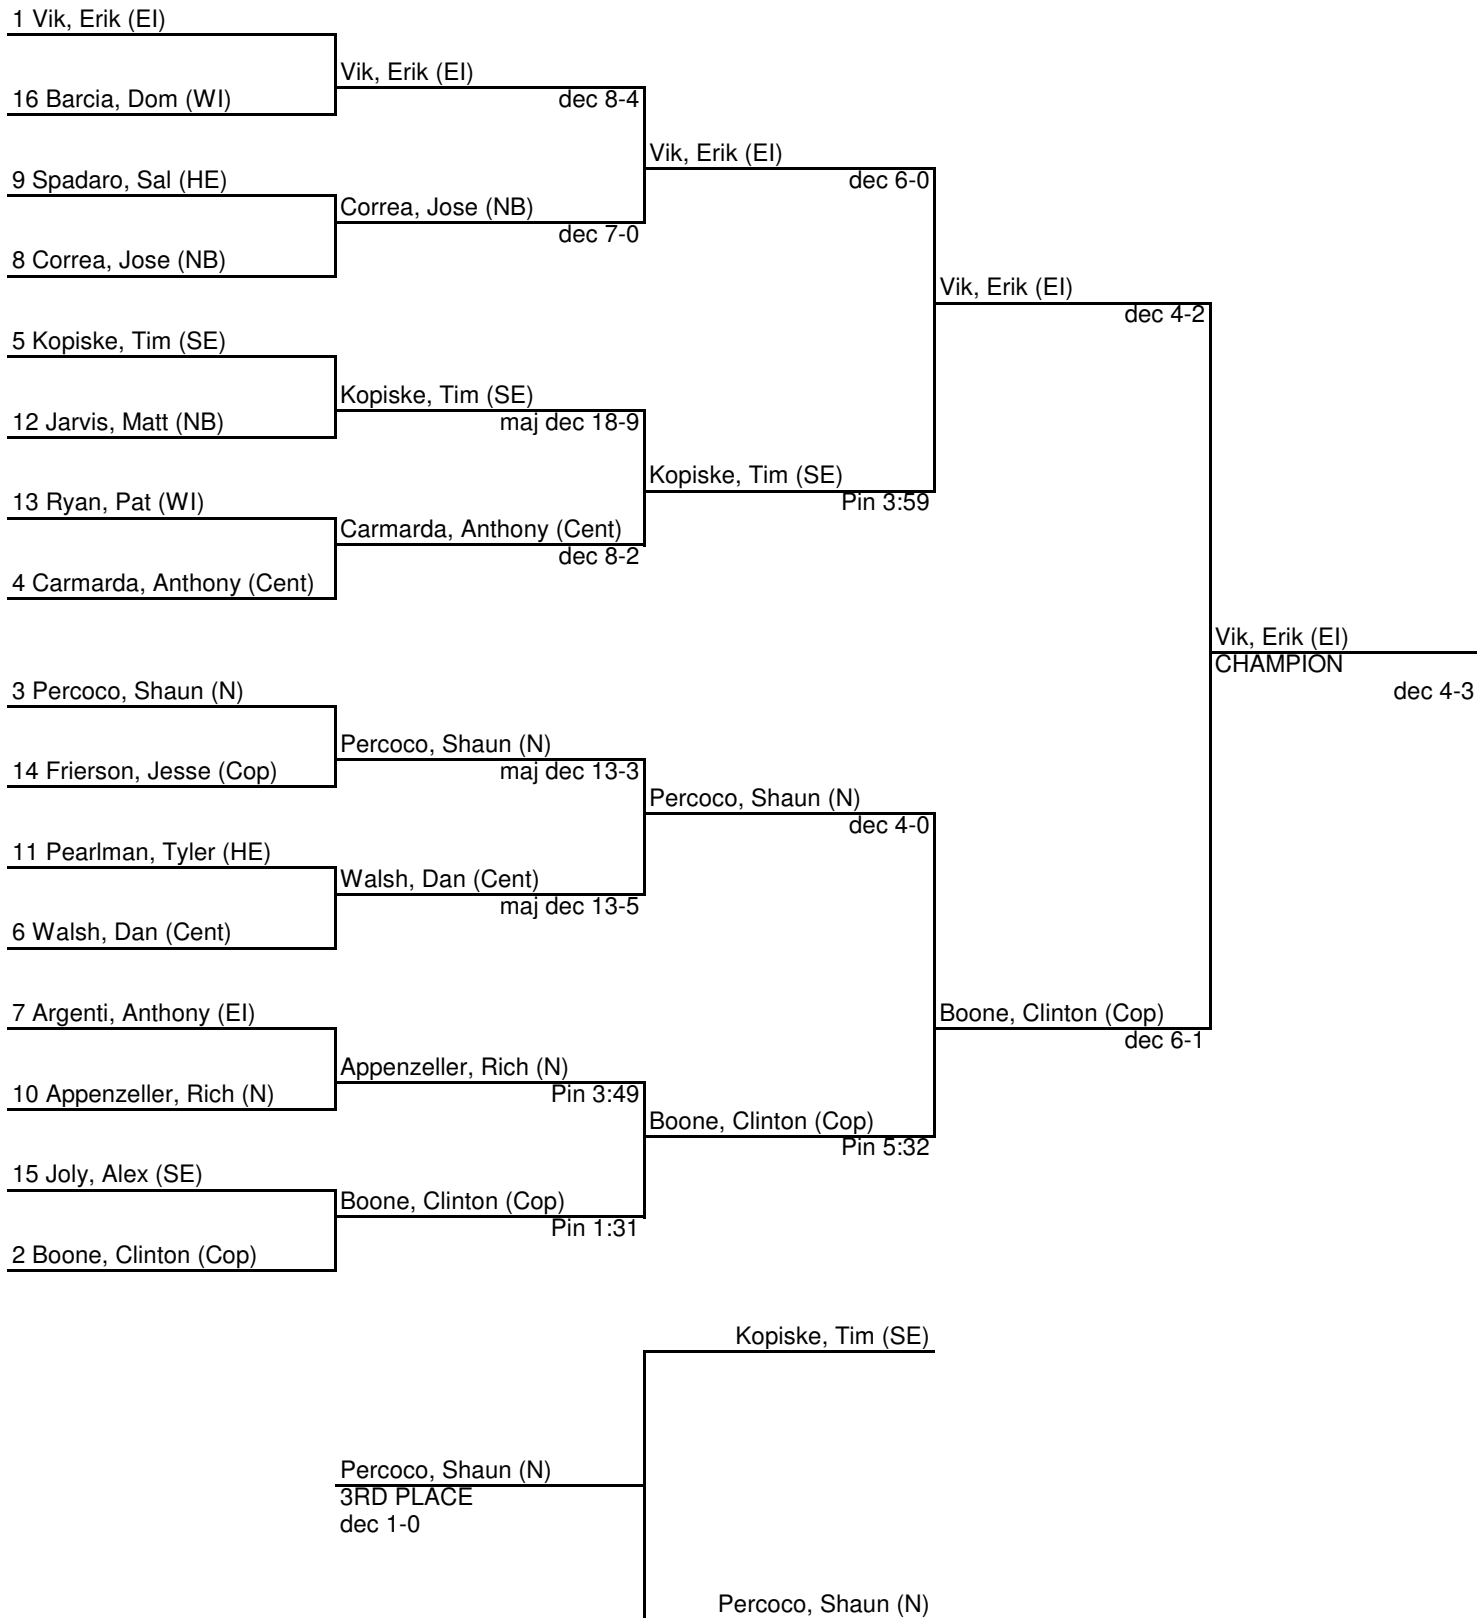 1 Vik, Erik (EI)
16 Barcia, Dom (WI)
9 Spadaro, Sal (HE)
8 Correa, Jose (NB)
5 Kopiske, Tim (SE)
12 Jarvis, Matt (NB)
13 Ryan, Pat (WI)
4 Carmarda, Anthony (Cent)
3 Percoco, Shaun (N)
14 Frierson, Jesse (Cop)
11 Pearlman, Tyler (HE)
6 Walsh, Dan (Cent)
7 Argenti, Anthony (EI)
10 Appenzeller, Rich (N)
15 Joly, Alex (SE)
2 Boone, Clinton (Cop)
Vik, Erik (EI)
dec 8-4
Correa, Jose (NB)
dec 7-0
Kopiske, Tim (SE)
maj dec 18-9
Carmarda, Anthony (Cent)
dec 8-2
Percoco, Shaun (N)
maj dec 13-3
Walsh, Dan (Cent)
maj dec 13-5
Appenzeller, Rich (N)
Pin 3:49
Boone, Clinton (Cop)
Pin 1:31
Vik, Erik (EI)
dec 6-0
Kopiske, Tim (SE)
Pin 3:59
Percoco, Shaun (N)
dec 4-0
Boone, Clinton (Cop)
Pin 5:32
Vik, Erik (EI)
dec 4-2
Boone, Clinton (Cop)
dec 6-1
Vik, Erik (EI)
CHAMPION
dec 4-3
Kopiske, Tim (SE)
Percoco, Shaun (N)
3RD PLACE
dec 1-0
Percoco, Shaun (N)